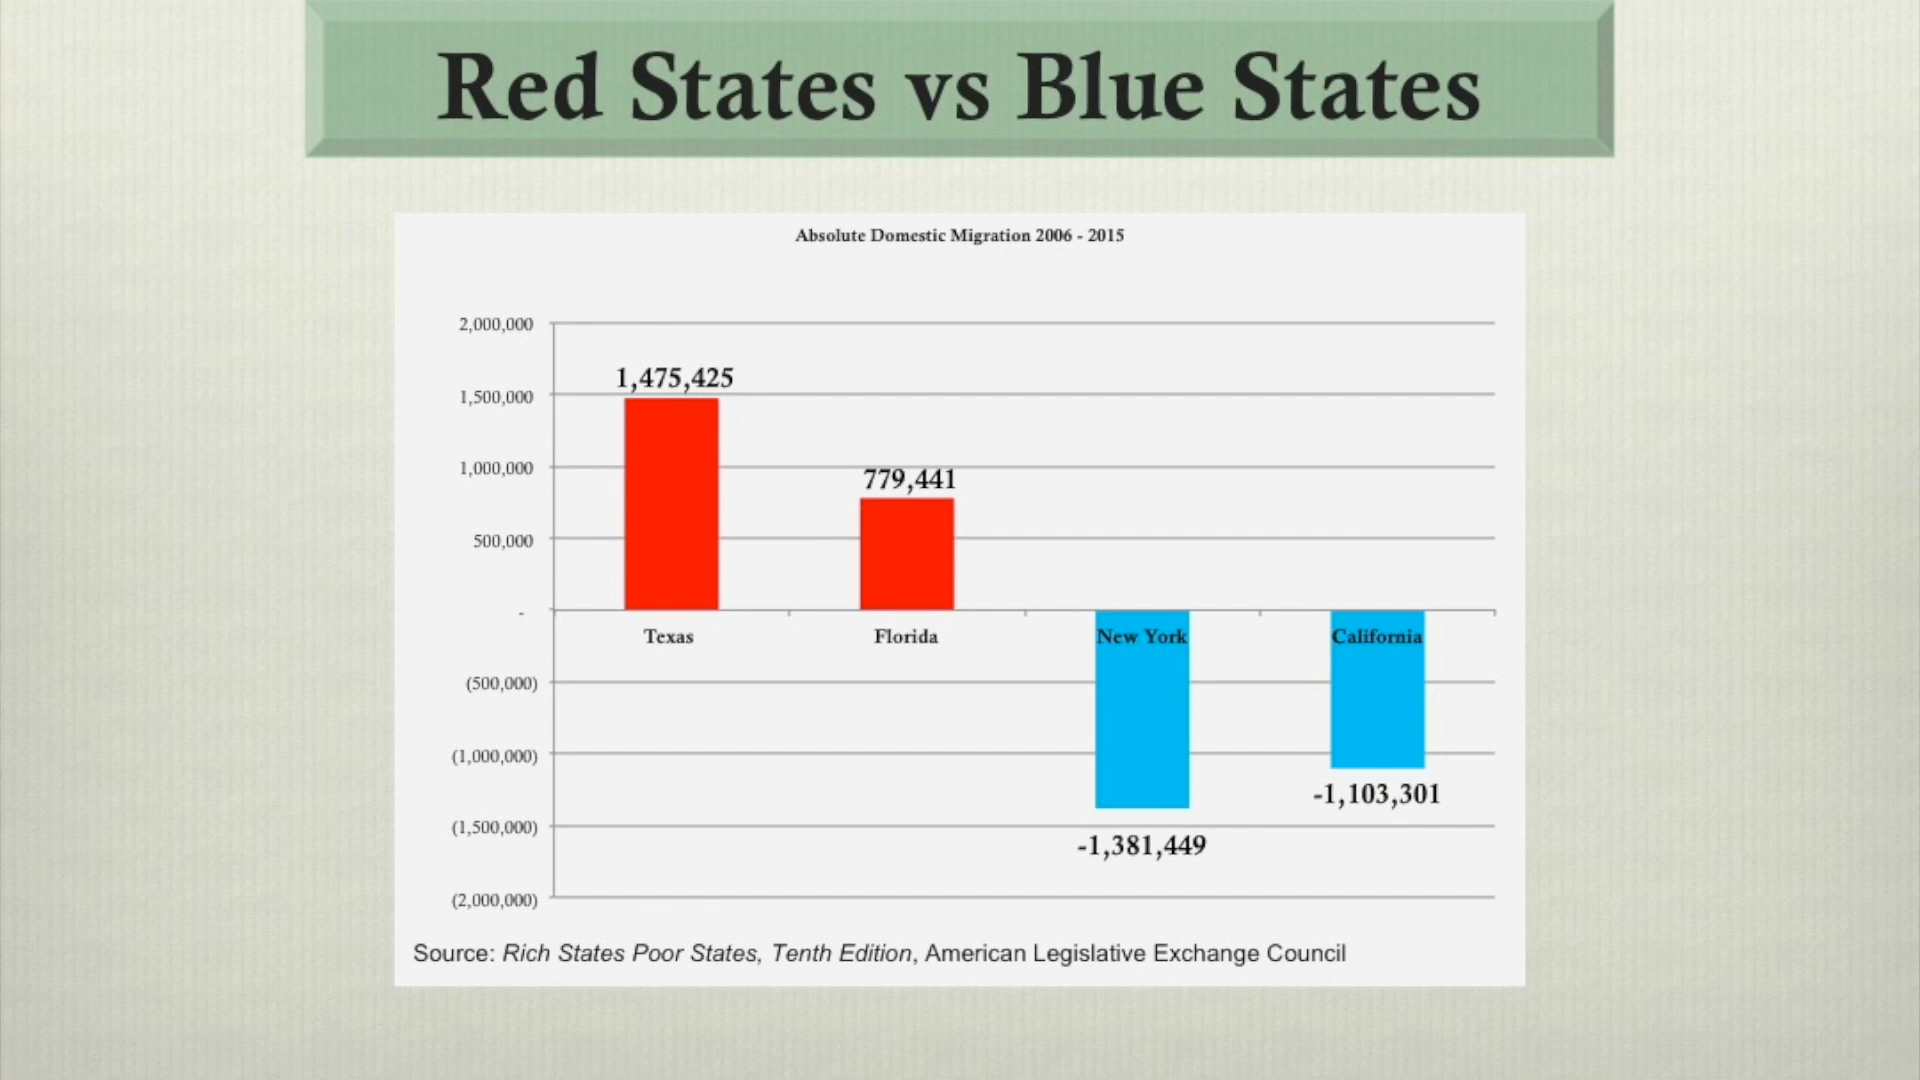 Red States vs Blue States
Absolute Domestic Migration 2006 - 2015
2,000,000
1,475,425
1,500,000
1,000,000
779,441
500,000
-
Texas
Florida
New York
California
(500,000)
(1,000,000)
-1,103,301
(1,500,000)
-1,381,449
(2,000,000)
Source: Rich States Poor States, Tenth Edition, American Legislative Exchange Council